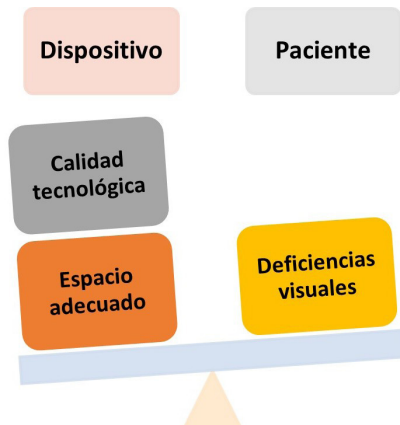 Dispositivo
Paciente
Calidad
tecnológica
Espacio
adecuado
Deficiencias
visuales